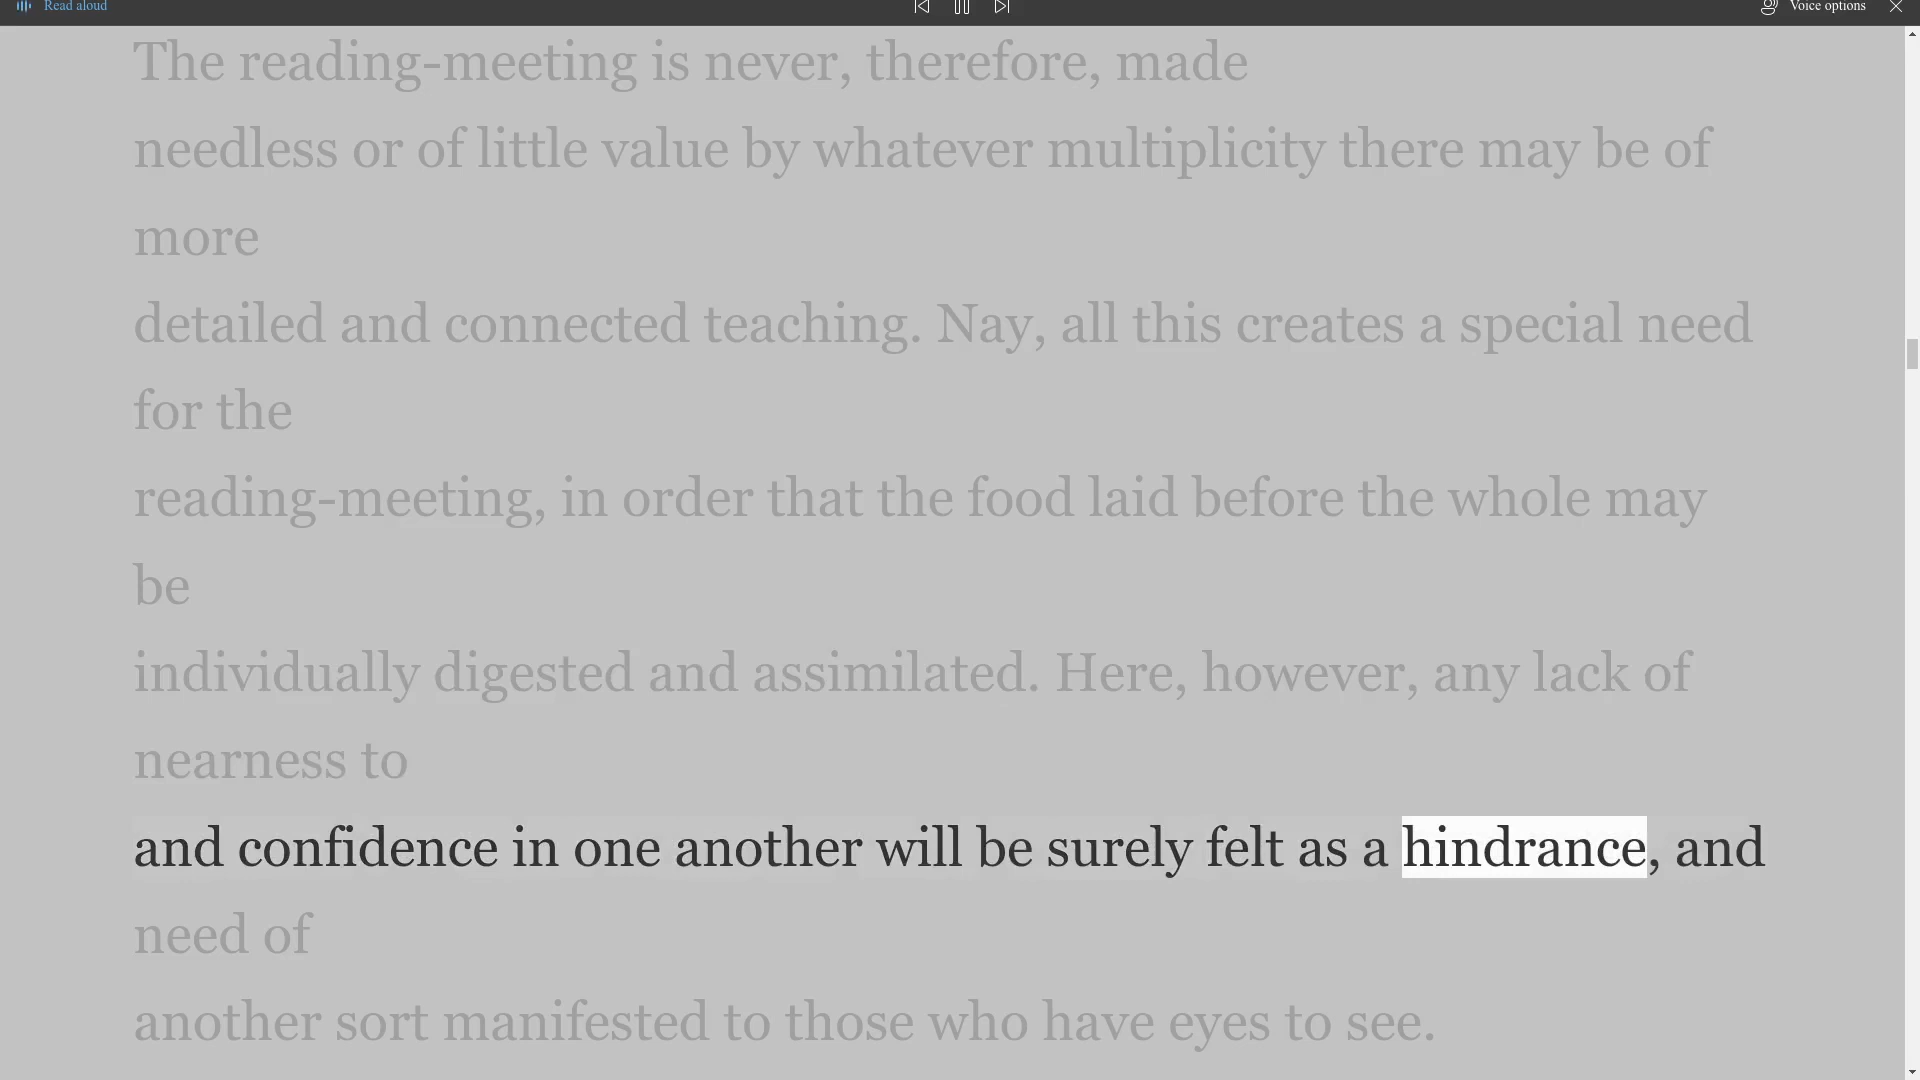 Read aloud
Voice options
The reading-meeting is never, therefore, made
needless or of little value by whatever multiplicity there may be of
more
detailed and connected teaching. Nay, all this creates a special need
for the
reading-meeting, in order that the food laid before the whole may
be
individually digested and assimilated. Here, however, any lack of
nearness to
and confidence in one another will be surely felt as a hindrance, and
need of
another sort manifested to those who have eyes to see.